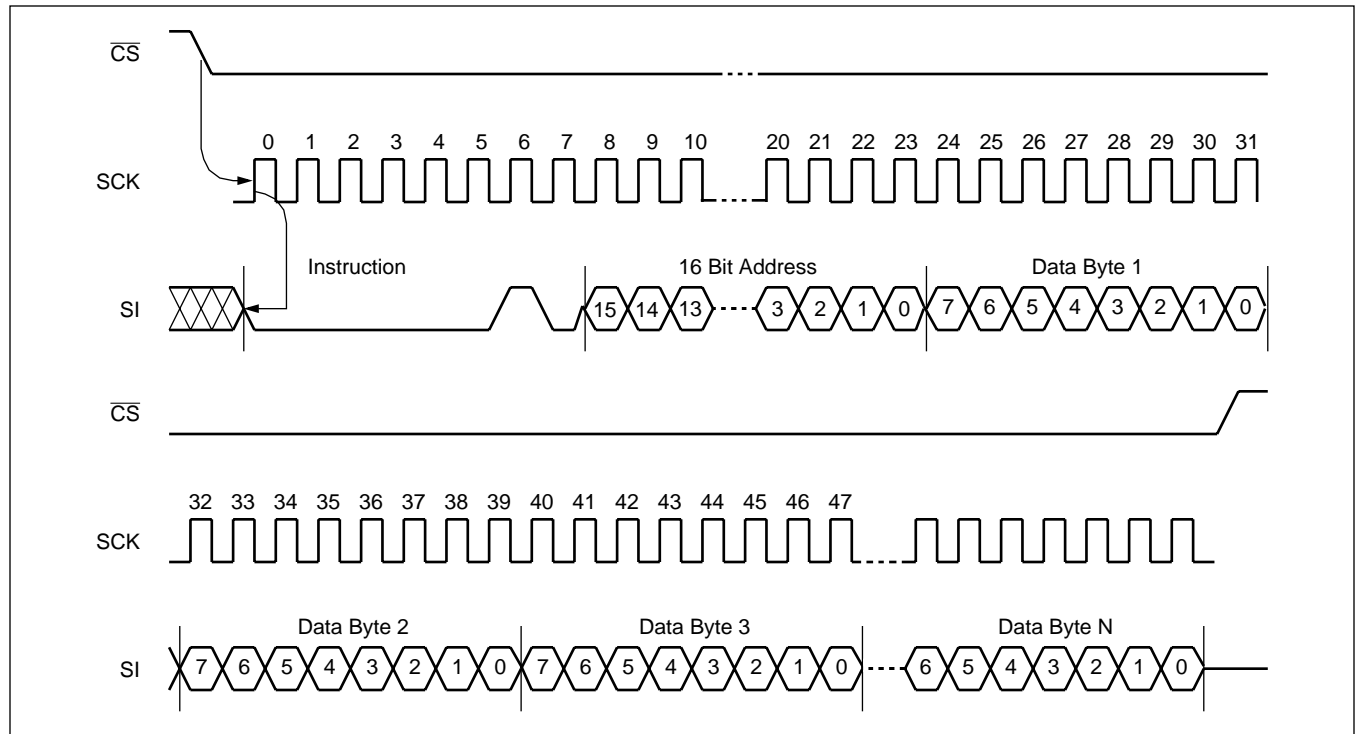 CS
0 1 2 3 4 5 6 7 8 9 10 20 21 22 23 24 25 26 27 28 29 30 31
SCK
Instruction 16 Bit Address Data Byte 1
SI 15 14 13 3 2 1 0 7 6 5 4 3 2 1 0
CS
32 33 34 35 36 37 38 39 40 41 42 43 44 45 46 47
SCK
Data Byte 2 Data Byte 3 Data Byte N
SI 7 6 5 4 3 2 1 0 7 6 5 4 3 2 1 0 6 5 4 3 2 1 0